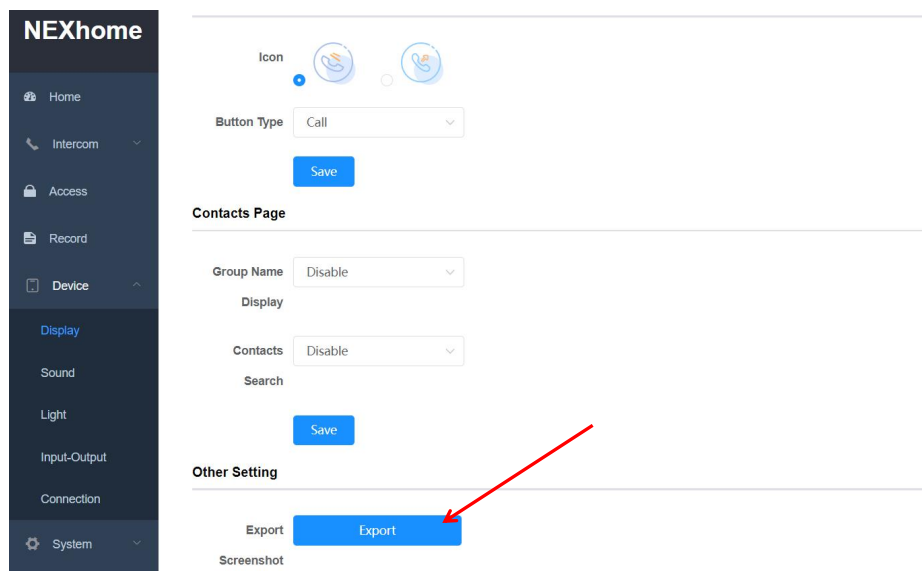 NEXhome
Home
Intercom
Access
Record
Device
Display
Sound
Light
Input-Output
Connection
System
Icon
Button Type Call
Save
Contacts Page
Group Name Disable
Display
Contacts Disable
Search
Save
Other Setting
Export Export
Screenshot